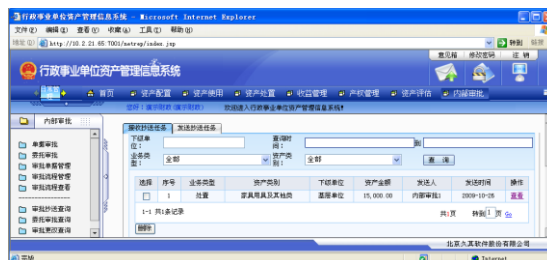 行政事业单位资产管理信息系统 - Microsoft Internet Explorer
文件(F) 编辑(E) 查看(V) 收藏(A) 工具(T) 帮助(H)
地址(D) http://10.2.21.65:7001/netrep/index.jsp 转到 链接
意见箱 修改密码 注销
行政事业单位资产管理信息系统
首页 资产配置 资产使用 资产处置 收益管理 产权管理 资产评估 内部审批
欢迎进入行政事业单位资产管理信息系统!
内部审批
单重审批
委托审批
审批单据管理
审批流程管理
审批流程查看
审批抄送查询
委托审批查询
审批更改查询
接收抄送任务 发送抄送任务
下级单位: 查询时间: 到
业务类型: 全部 资产类别: 全部 查 询
选择 序号 业务类型 资产类别 下级单位 资产金额 发送人 发送时间 操作
1 处置 家具用具及其他类 基层单位 15,000.00 内部审批1 2009-10-28 查看
1-1 共1条记录 共1页 转到 1 页 Go
删除
北京久其软件股份有限公司
完毕 Internet